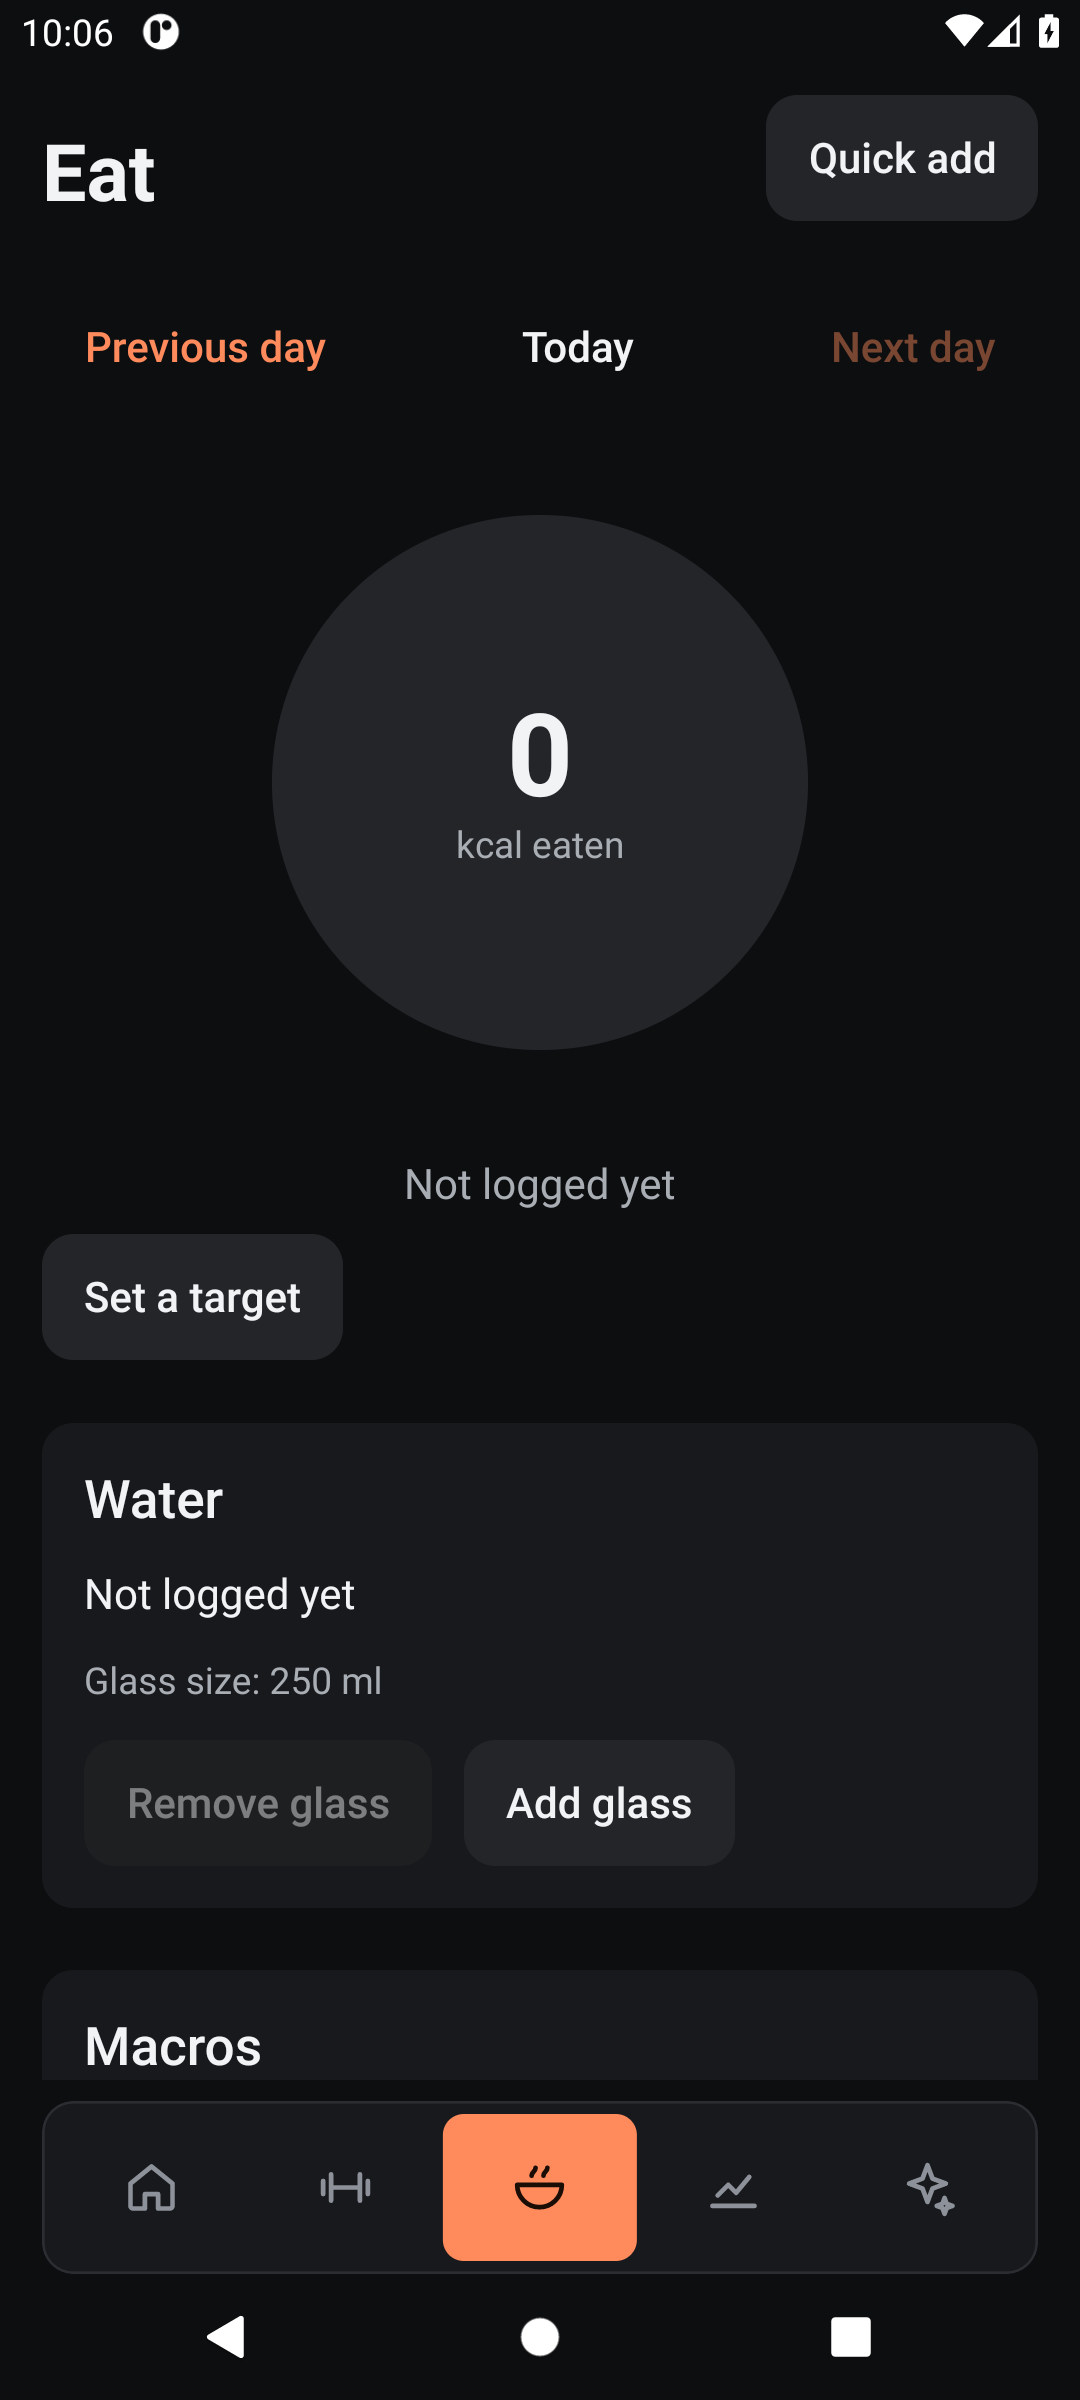 10:06
Eat
Quick add
Previous day
Today
Next day
0
kcal eaten
Not logged yet
Set a target
Water
Not logged yet
Glass size: 250 ml
Remove glass
Add glass
Macros